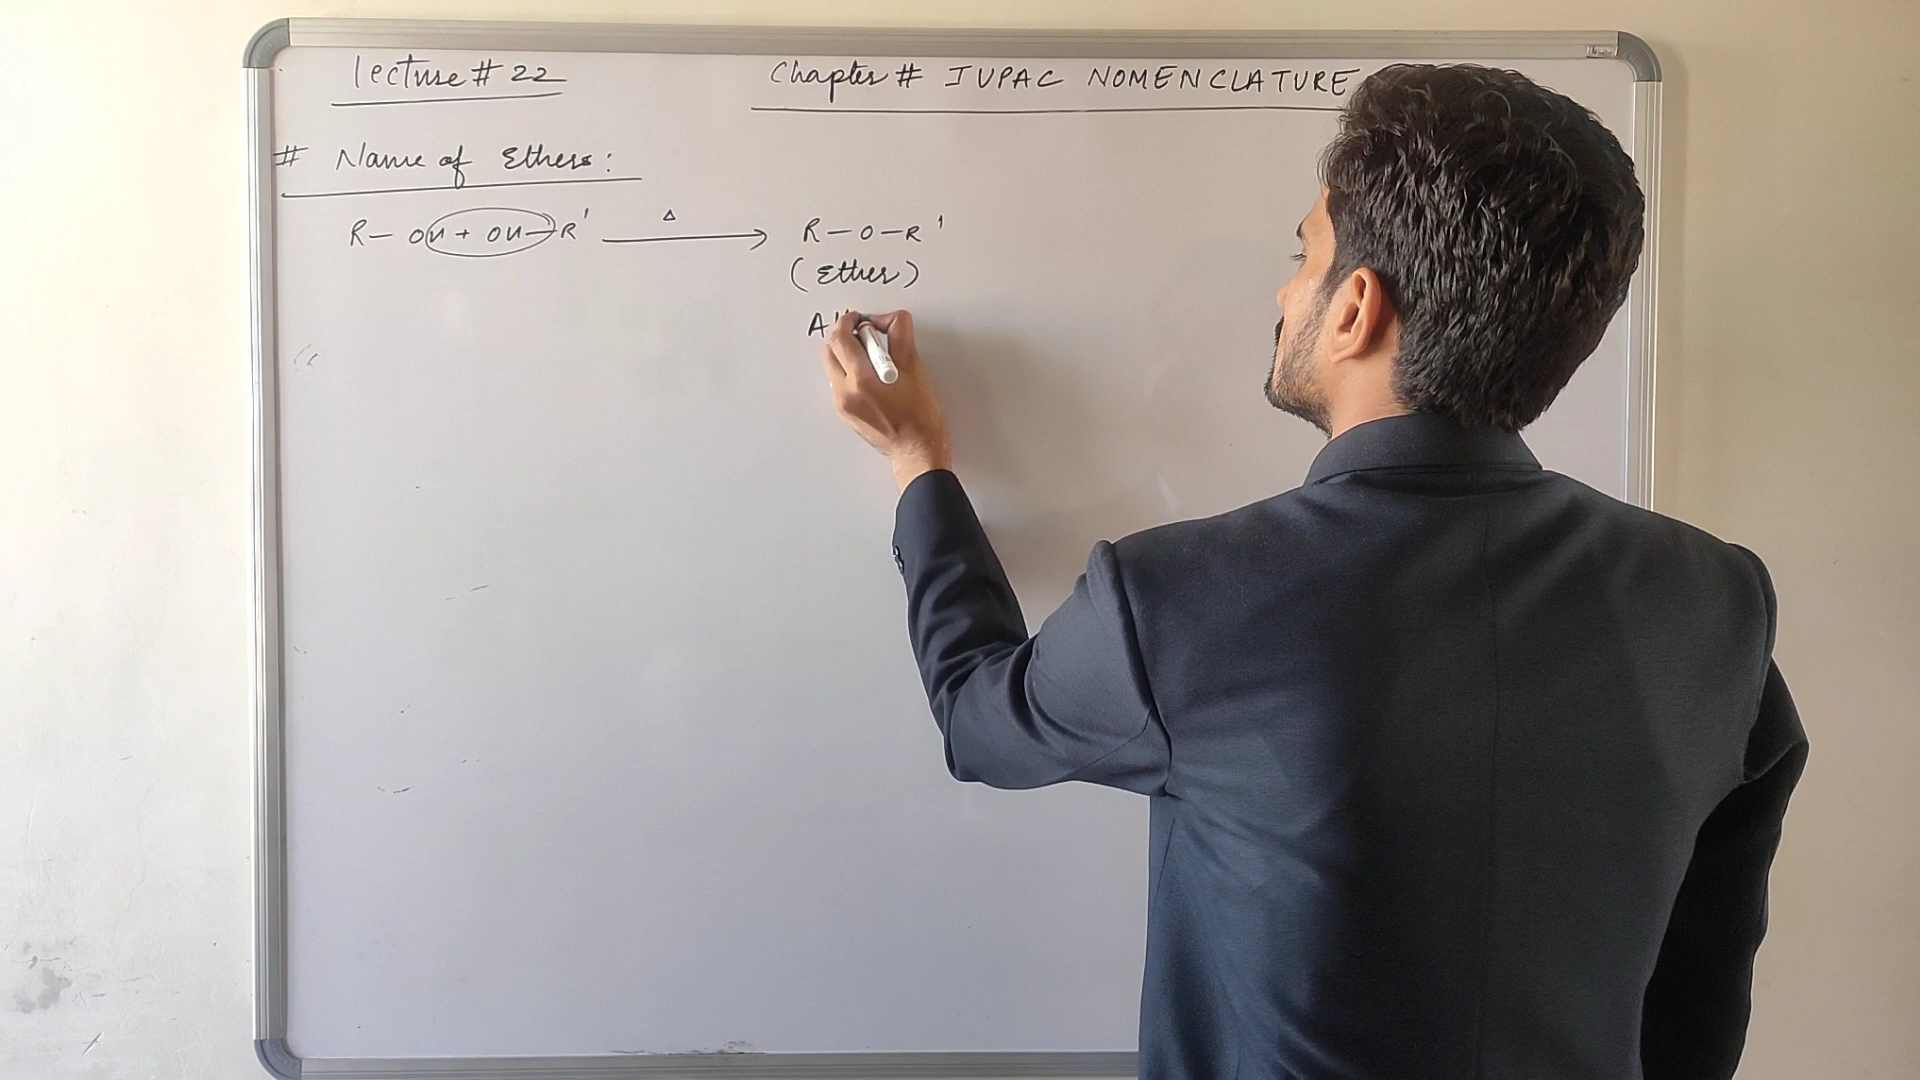 Lecture # 22
Chapter # IUPAC NOMENCLATURE
# Name of Ethers:
R— OH + OH—R' —Δ→ R—O—R'
(Ether)